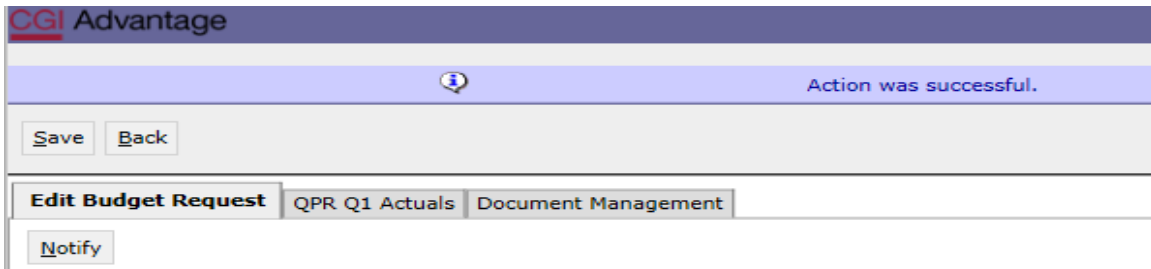 CGI Advantage
Action was successful.
Save Back
Edit Budget Request QPR Q1 Actuals Document Management
Notify